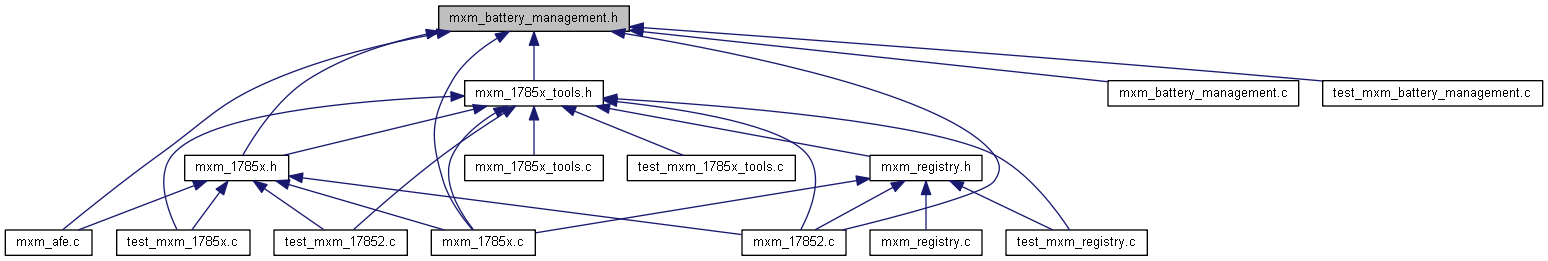 mxm_battery_management.h
mxm_1785x_tools.h
mxm_battery_management.c
test_mxm_battery_management.c
mxm_1785x.h
mxm_1785x_tools.c
test_mxm_1785x_tools.c
mxm_registry.h
mxm_afe.c
test_mxm_1785x.c
test_mxm_17852.c
mxm_1785x.c
mxm_17852.c
mxm_registry.c
test_mxm_registry.c